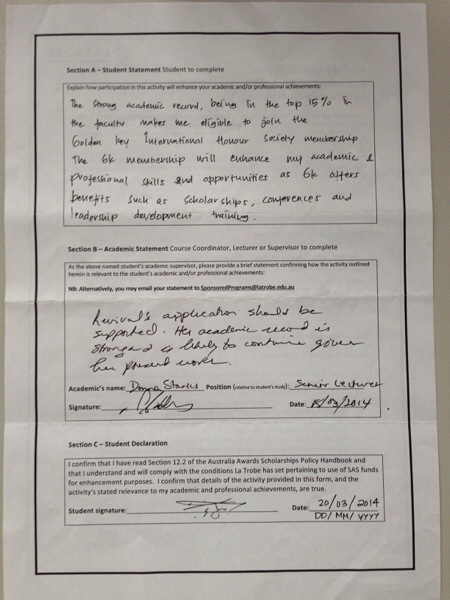 Section A – Student Statement Student to complete
Explain how participation in this activity will enhance your academic and/or professional achievements:
The strong academic record, being in the top 15% in
the faculty makes me eligible to join the
Golden Key International Honour Society membership
The Gk membership will enhance my academic &
professional skills and opportunities as Gk offers
benefits such as scholarships, conferences and
leadership development training.
Section B – Academic Statement Course Coordinator, Lecturer or Supervisor to complete
As the above named student's academic supervisor, please provide a brief statement confirming how the activity outlined
herein is relevant to the student's academic and/or professional achievements:
NB: Alternatively, you may email your statement to SponsoredPrograms@latrobe.edu.au
application should be
supported. Her academic record is
strong and is likely to continue given
her present work.
Academic's name: Donna Position (relative to student's study): Senior Lecturer
Signature: Date: 18/03/2014
Section C – Student Declaration
I confirm that I have read Section 12.2 of the Australia Awards Scholarships Policy Handbook and
that I understand and will comply with the conditions La Trobe has set pertaining to use of SAS funds
for enhancement purposes. I confirm that details of the activity provided in this form, and the
activity's stated relevance to my academic and professional achievements, are true.
Student signature: Date: 20/03/2014
DD/MM/YYYY